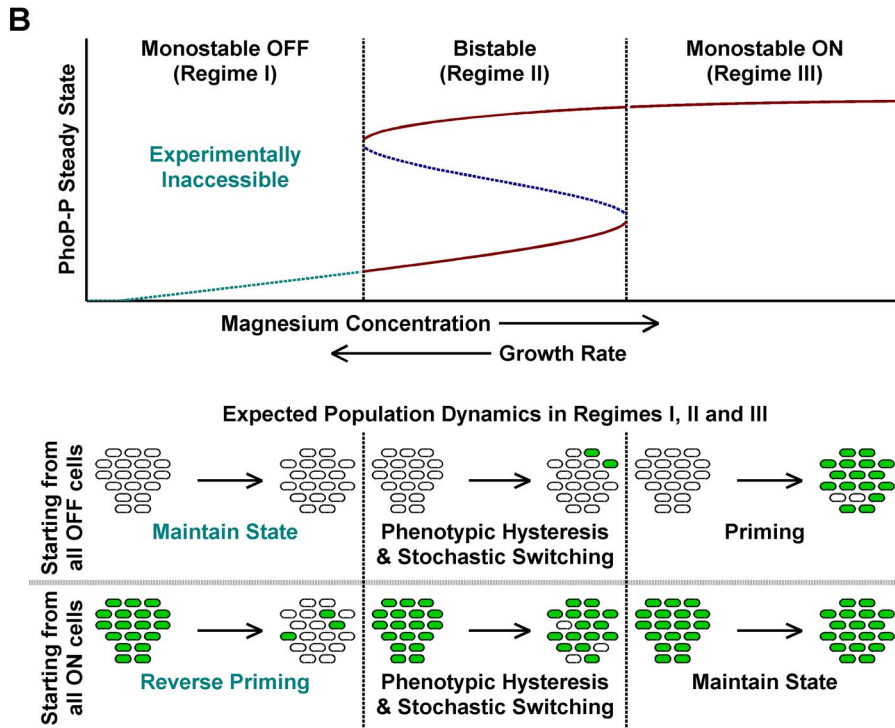 B
Monostable OFF
(Regime I)
Bistable
(Regime II)
Monostable ON
(Regime III)
PhoP-P Steady State
Experimentally
Inaccessible
Magnesium Concentration
Growth Rate
Expected Population Dynamics in Regimes I, II and III
Starting from
all OFF cells
Maintain State
Phenotypic Hysteresis
& Stochastic Switching
Priming
Starting from
all ON cells
Reverse Priming
Phenotypic Hysteresis
& Stochastic Switching
Maintain State